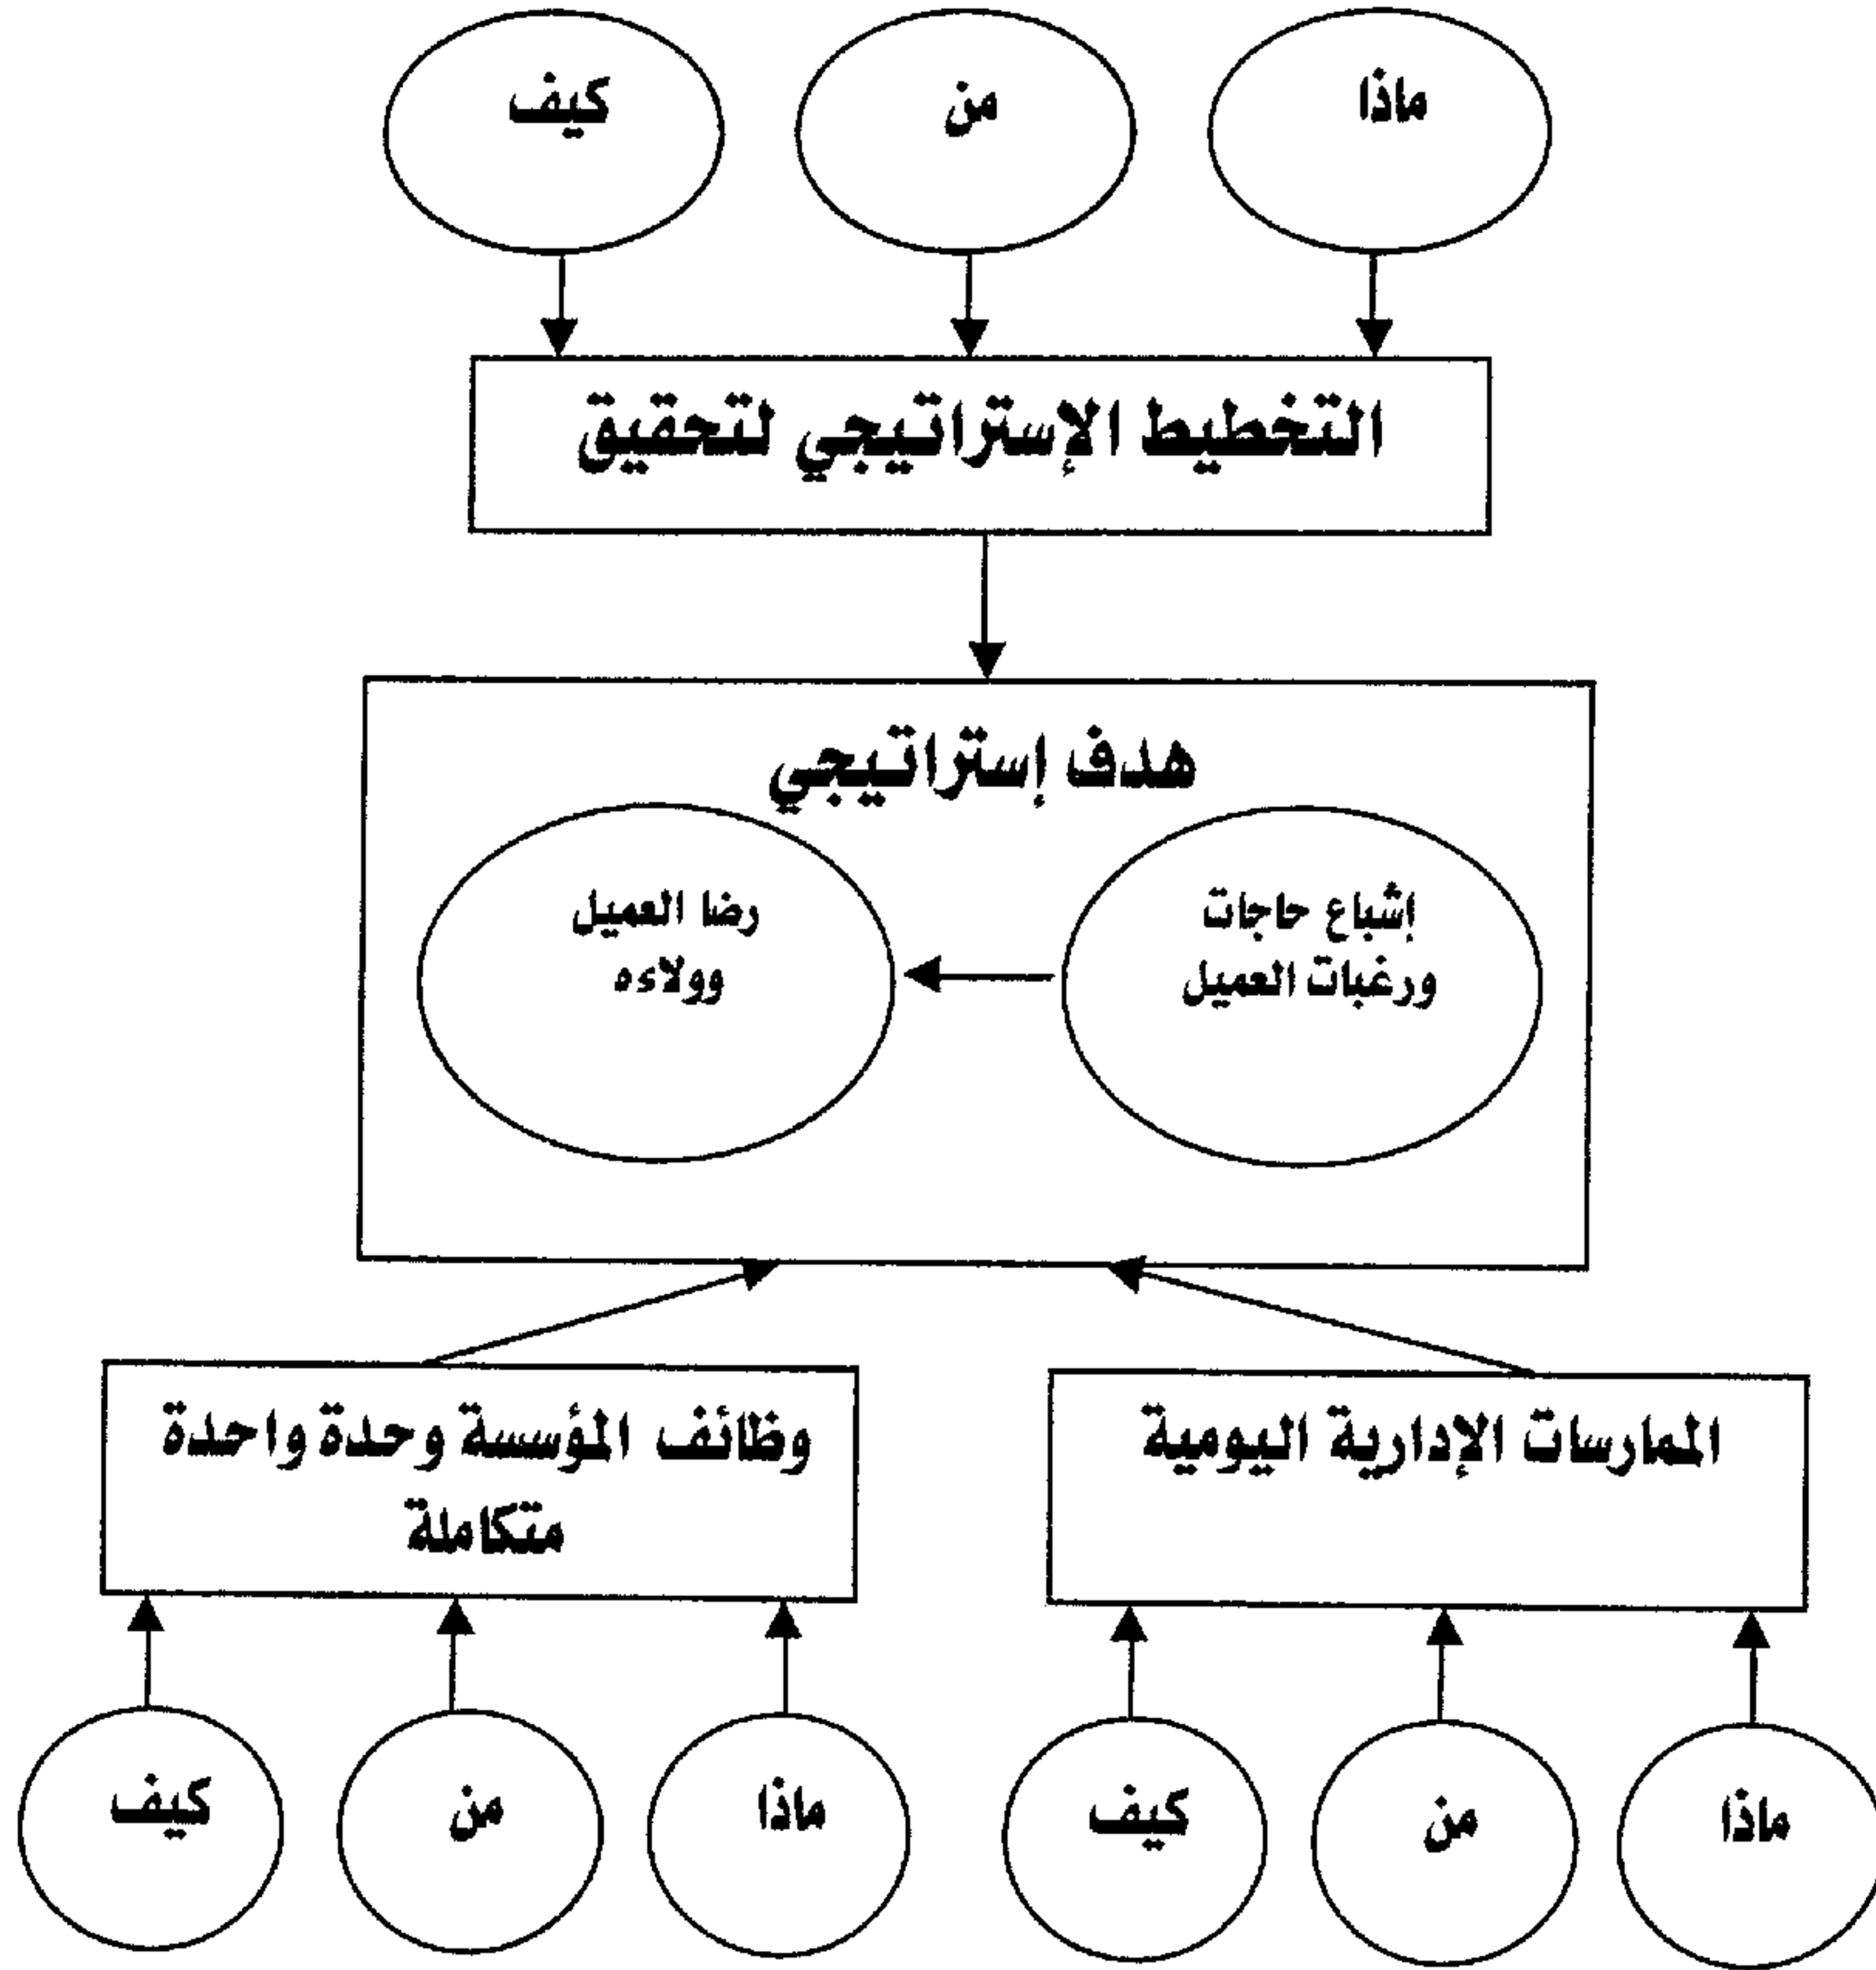 ماذا
من
كيف
التخطيط الإستراتيجي لتحقيق
هدف إستراتيجي
إشباع حاجات
ورغبات العميل
رضا العميل
وولاءه
الممارسات الإدارية اليومية
وظائف المؤسسة وحدة واحدة
متكاملة
ماذا
من
كيف
ماذا
من
كيف